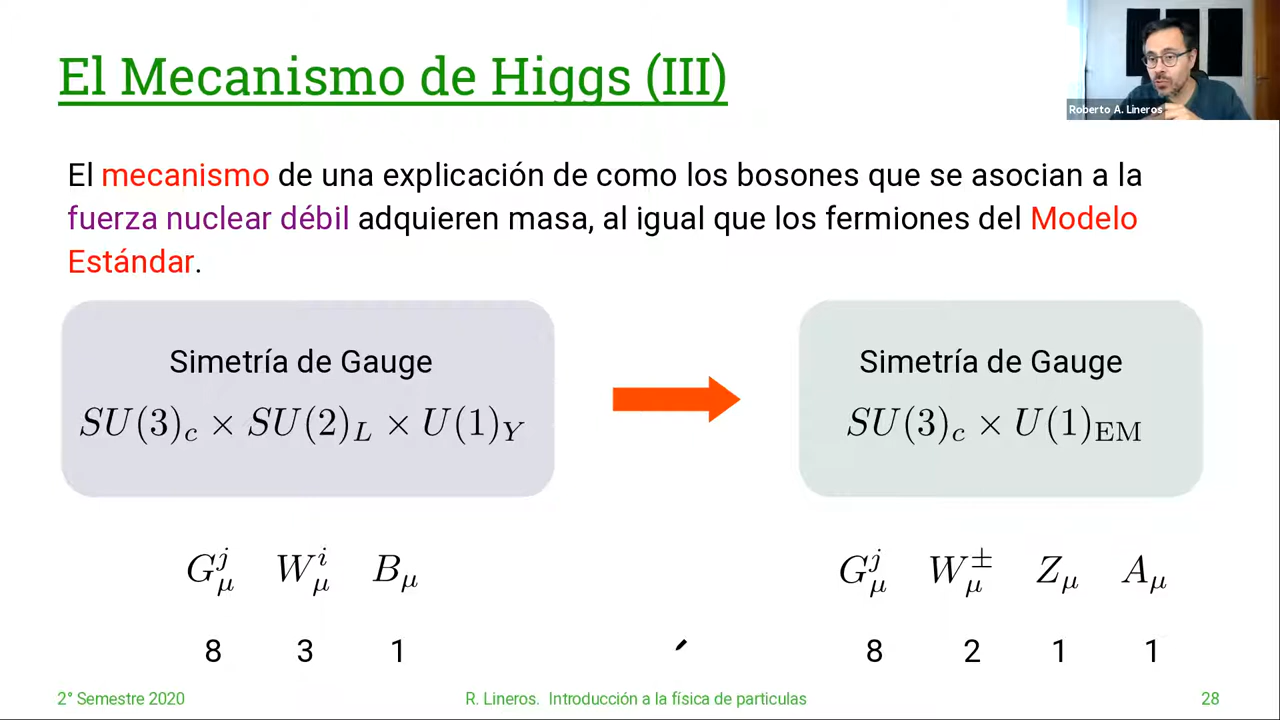 El Mecanismo de Higgs (III)
Roberto A. Lineros
El mecanismo de una explicación de como los bosones que se asocian a la
fuerza nuclear débil adquieren masa, al igual que los fermiones del Modelo
Estándar.
Simetría de Gauge
SU(3)_c × SU(2)_L × U(1)_Y
Simetría de Gauge
SU(3)_c × U(1)_EM
G^j_μ W^i_μ B_μ
8 3 1
G^j_μ W^±_μ Z_μ A_μ
8 2 1 1
2° Semestre 2020
R. Lineros. Introducción a la física de particulas
28